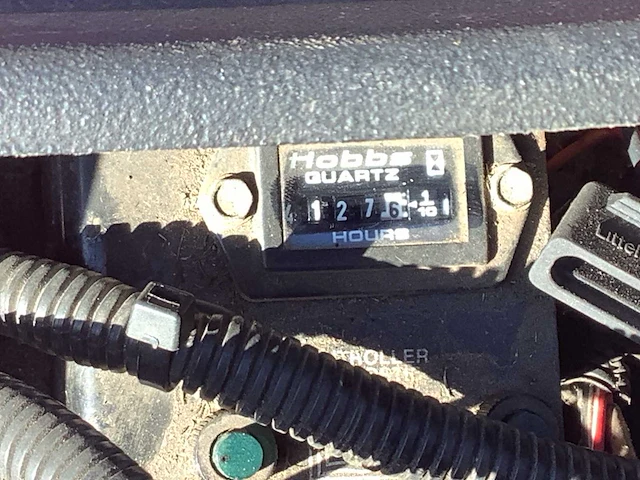 Hobbs
QUARTZ
1 2 7 6 1/10
HOURS
ROLLER